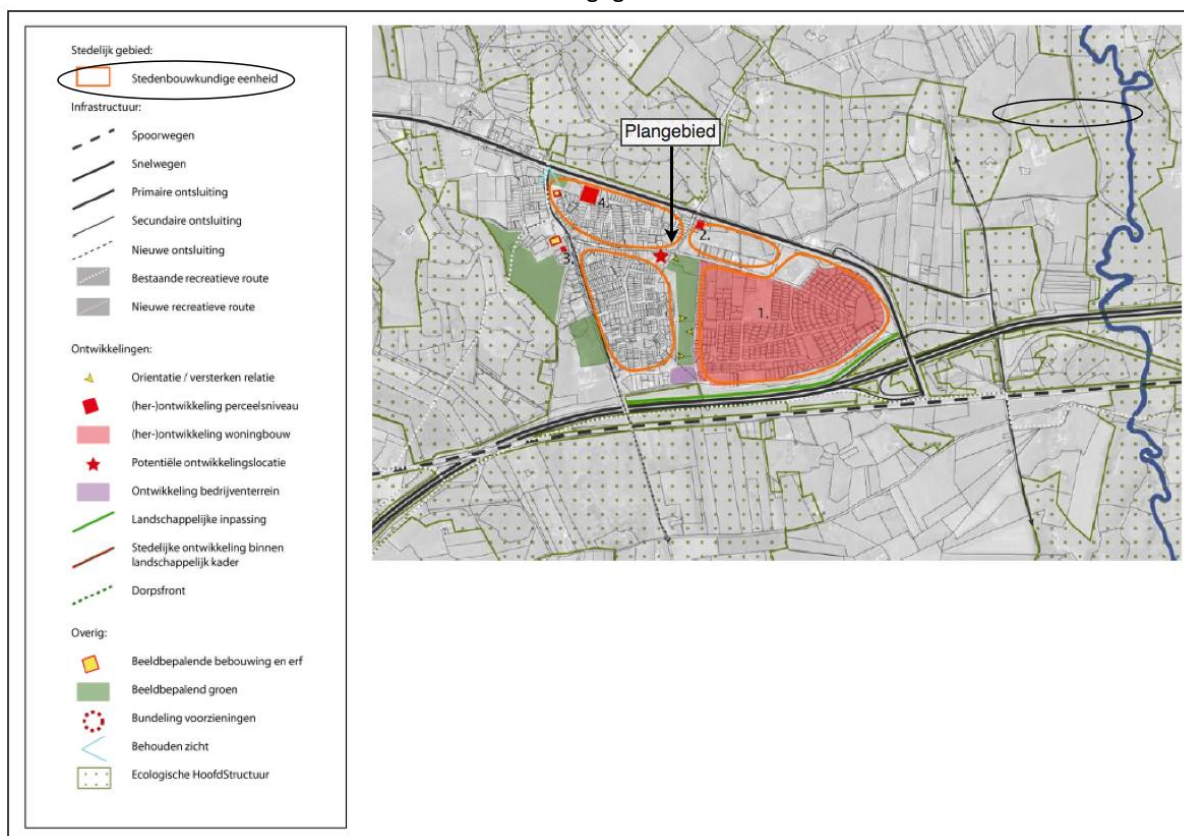 Stedelijk gebied:
Stedenbouwkundige eenheid
Infrastructuur:
Spoorwegen
Snelwegen
Primaire ontsluiting
Secundaire ontsluiting
Nieuwe ontsluiting
Bestaande recreatieve route
Nieuwe recreatieve route
Ontwikkelingen:
Orientatie / versterken relatie
(her-)ontwikkeling perceelsniveau
(her-)ontwikkeling woningbouw
Potentiële ontwikkelingslocatie
Ontwikkeling bedrijventerrein
Landschappelijke inpassing
Stedelijke ontwikkeling binnen
landschappelijk kader
Dorpsfront
Overig:
Beeldbepalende bebouwing en erf
Beeldbepalend groen
Bundeling voorzieningen
Behouden zicht
Ecologische HoofdStructuur
Plangebied
4.
2.
3.
1.